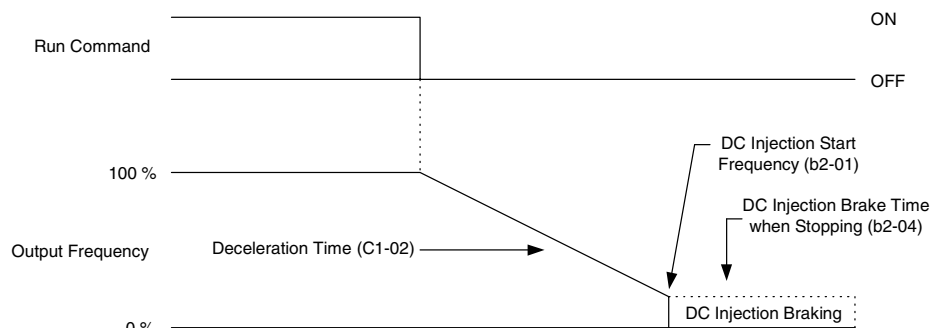 ON
Run Command
OFF
DC Injection Start
Frequency (b2-01)
100 %
DC Injection Brake Time
when Stopping (b2-04)
Output Frequency
Deceleration Time (C1-02)
DC Injection Braking
0 %